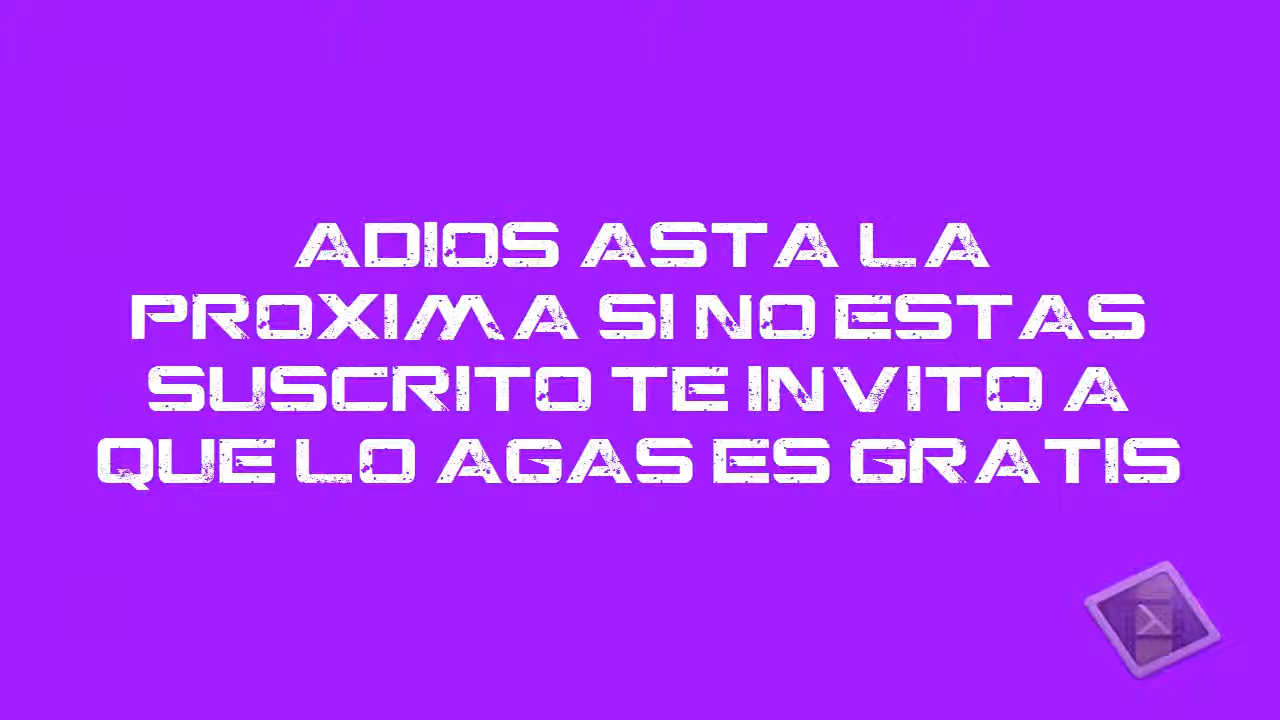 ADIOS ASTA LA
PROXIMA SI NO ESTAS
SUSCRITO TE INVITO A
QUE LO AGAS ES GRATIS